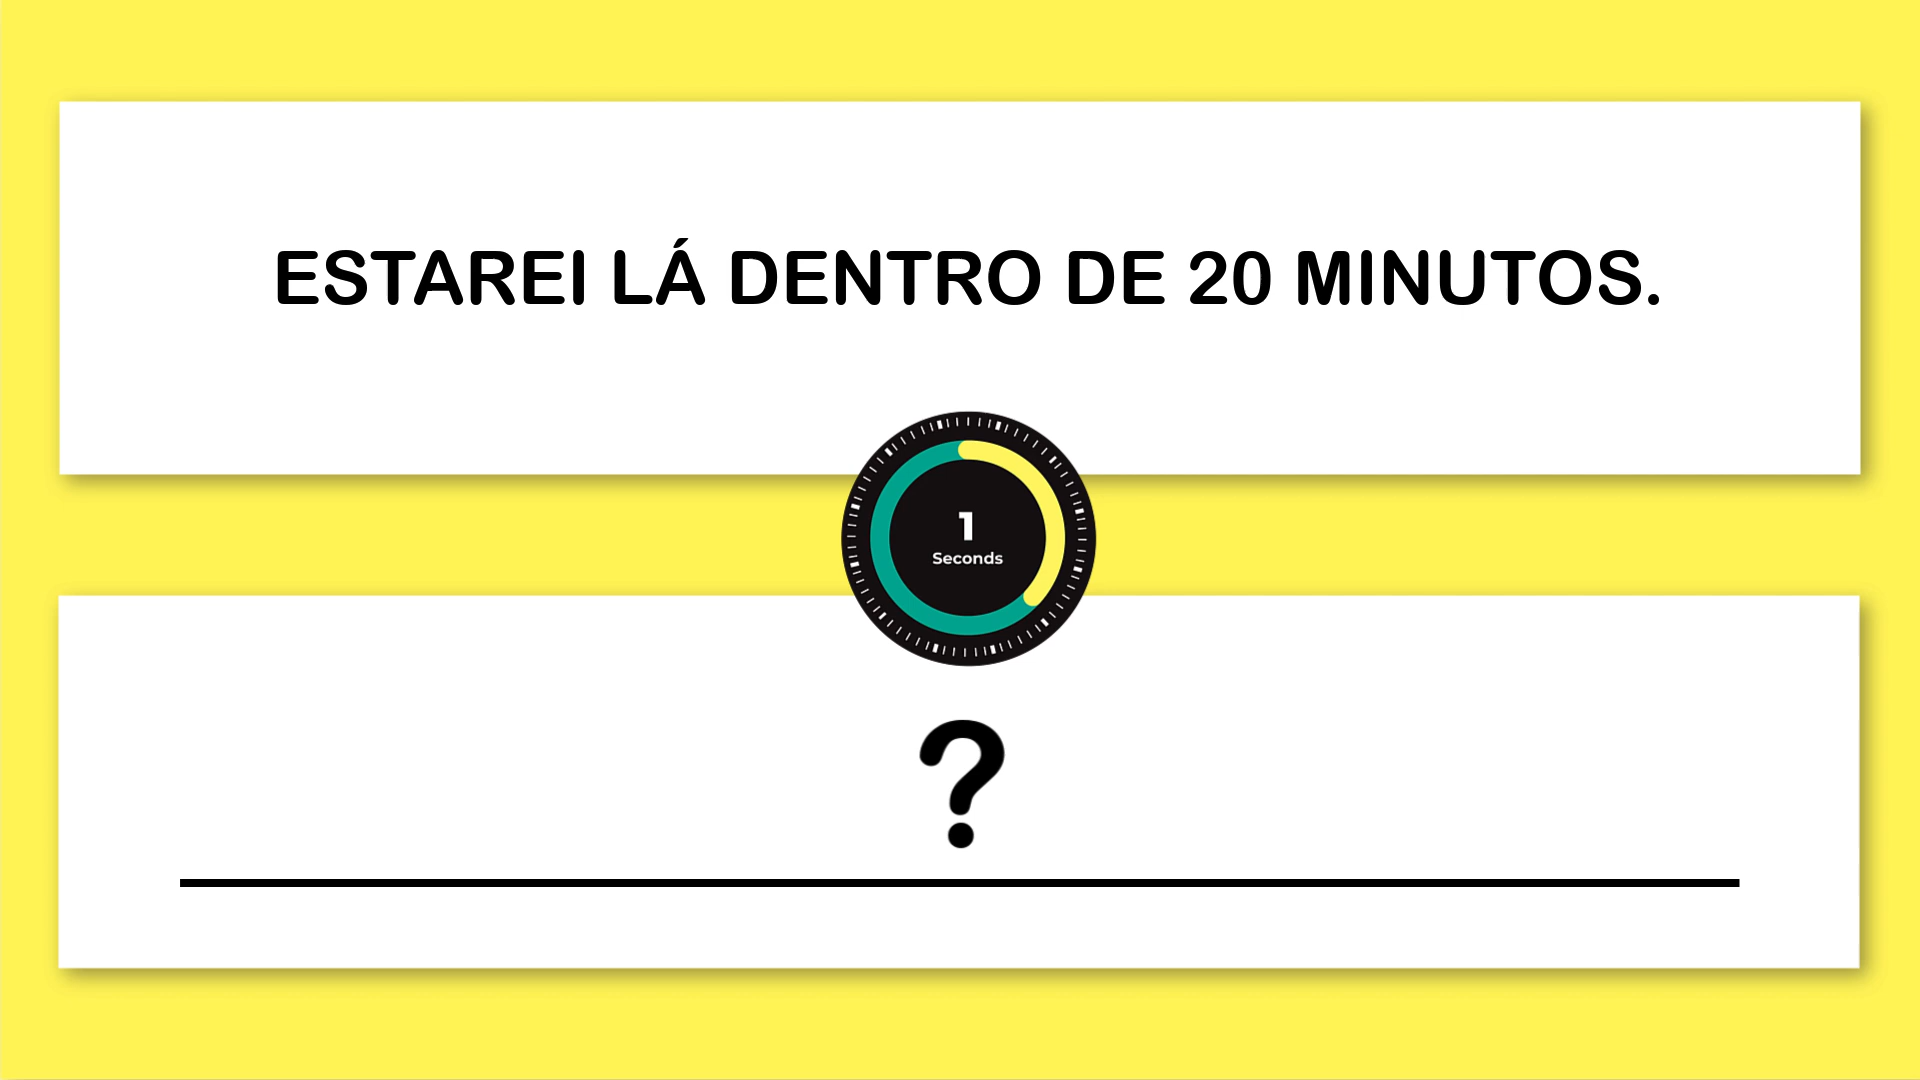 ESTAREI LÁ DENTRO DE 20 MINUTOS.
1
Seconds
?